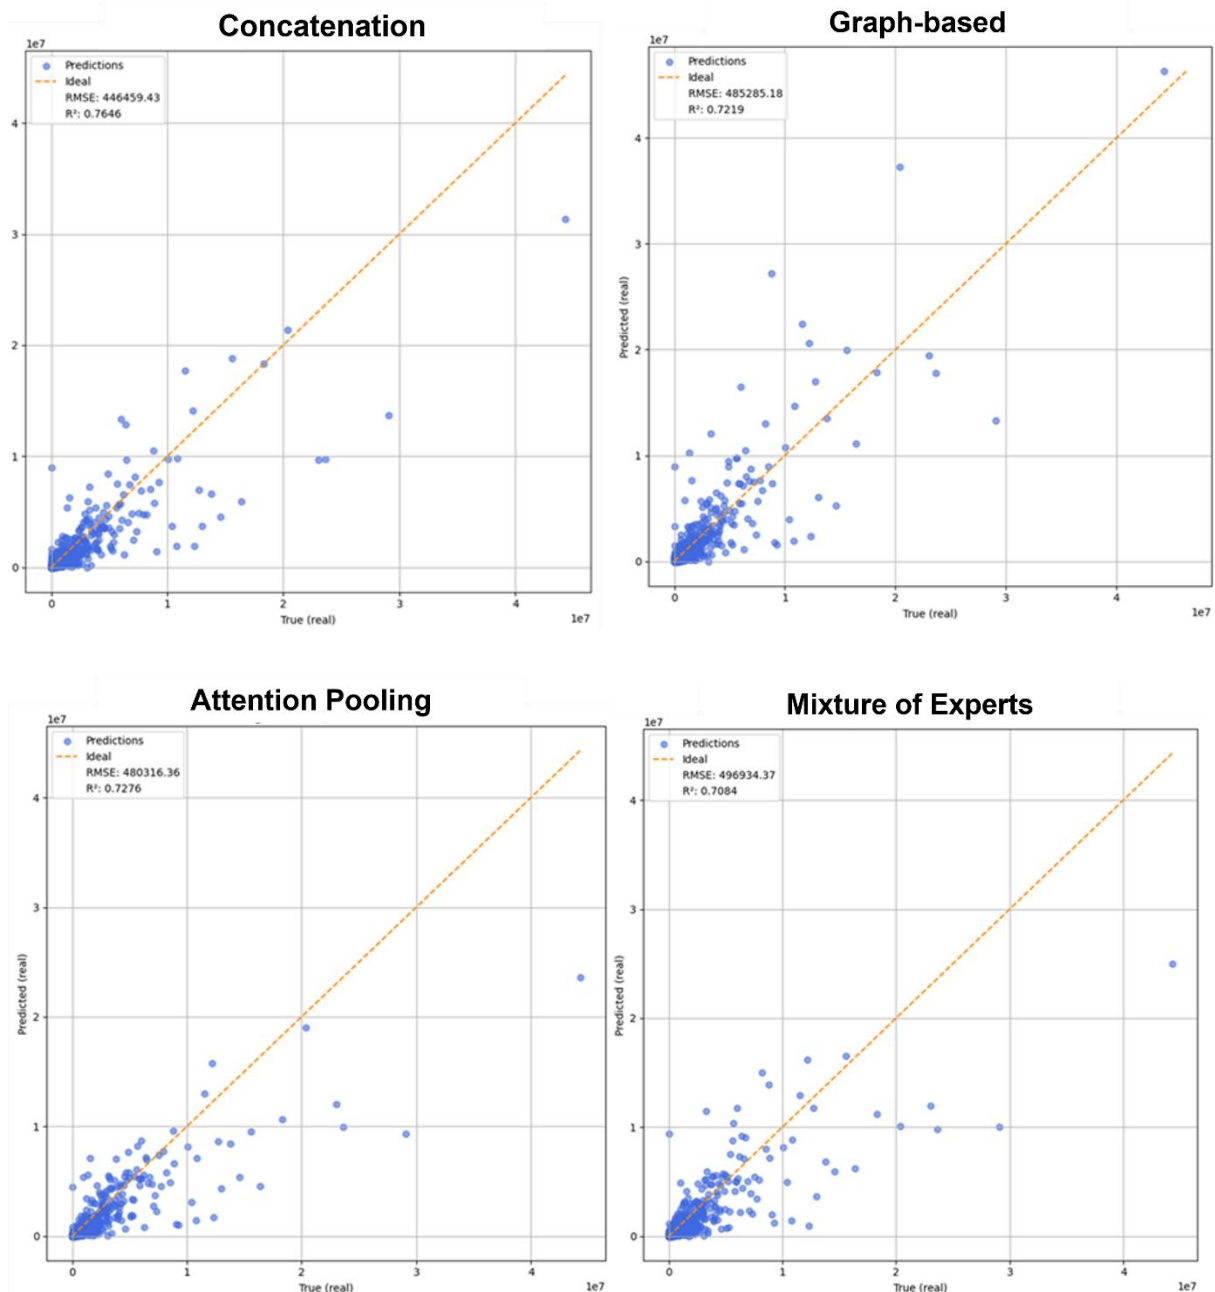 Concatenation
1e7
Predictions
Ideal
RMSE: 446459.43
R²: 0.7646
4
3
2
1
0
0 1 2 3 4
True (real)
1e7
Graph-based
1e7
Predictions
Ideal
RMSE: 485285.18
R²: 0.7219
4
3
2
1
0
Predicted (real)
0 1 2 3 4
True (real)
1e7
Attention Pooling
1e7
Predictions
Ideal
RMSE: 480316.36
R²: 0.7276
4
3
2
1
0
Predicted (real)
0 1 2 3 4
True (real)
1e7
Mixture of Experts
1e7
Predictions
Ideal
RMSE: 496934.37
R²: 0.7084
4
3
2
1
0
Predicted (real)
0 1 2 3 4
True (real)
1e7